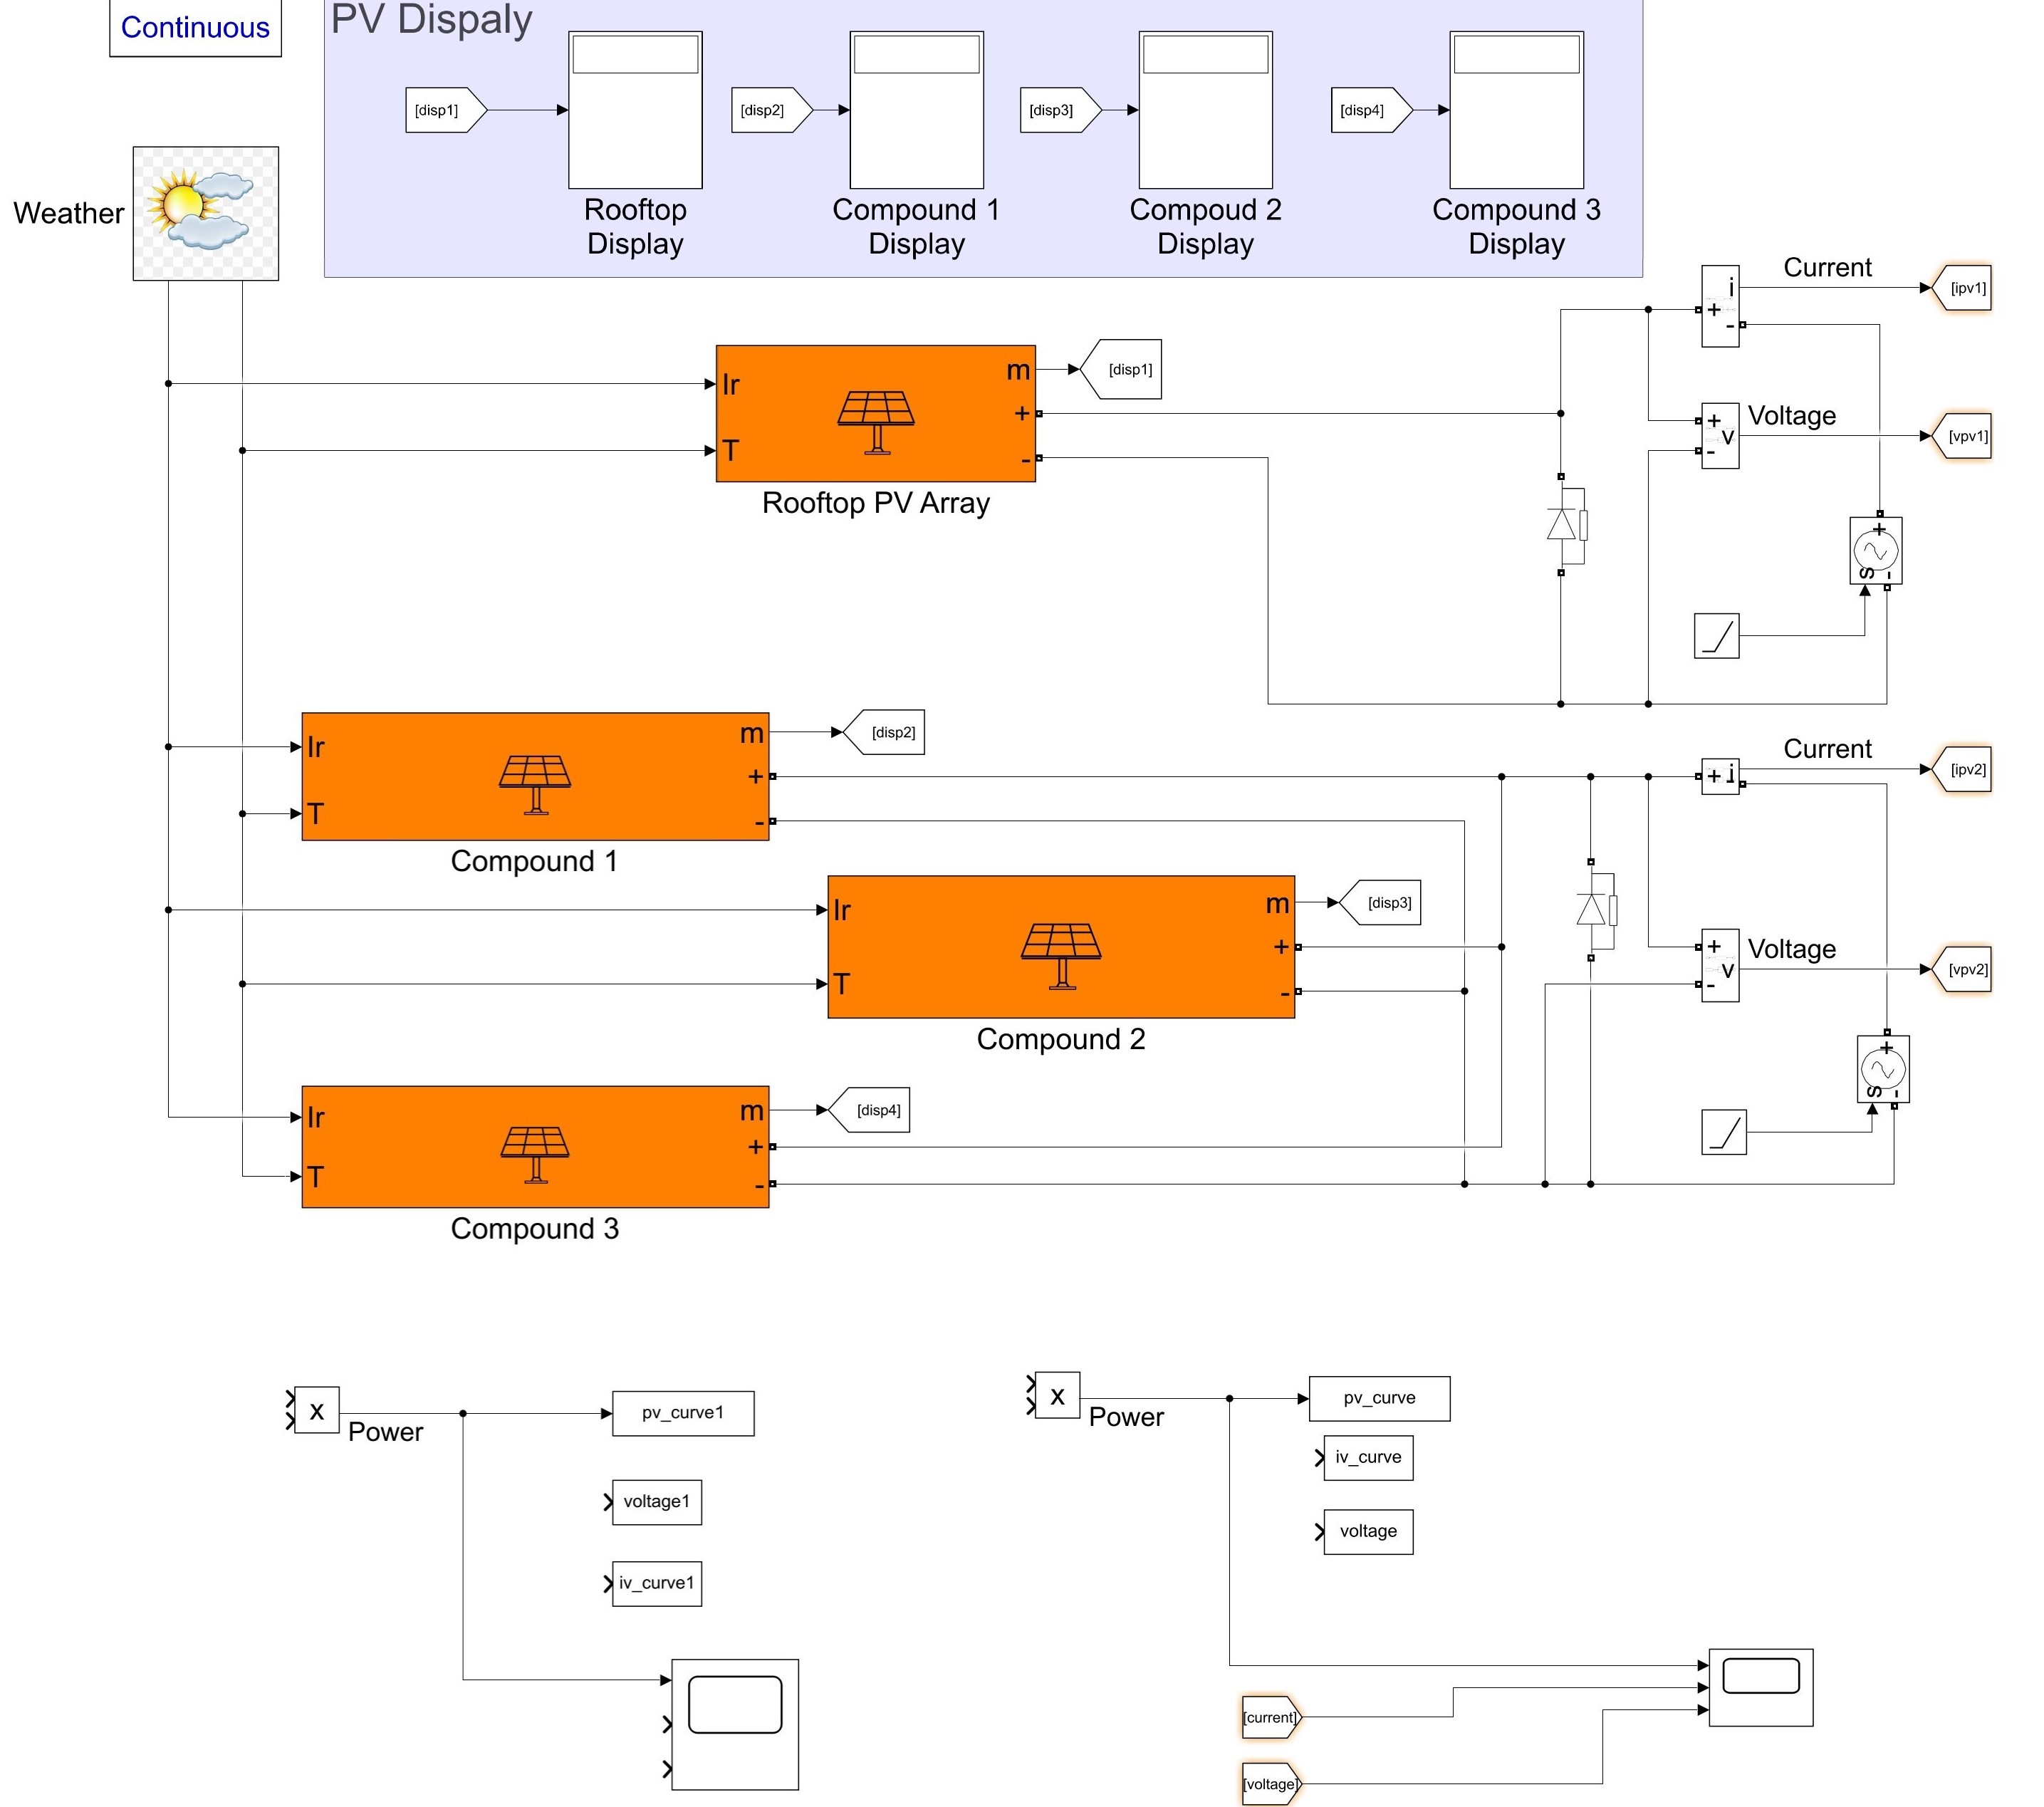 Continuous
PV Dispaly
[disp1]
[disp2]
[disp3]
[disp4]
Rooftop
Display
Compound 1
Display
Compoud 2
Display
Compound 3
Display
Weather
Current
i
+
-
[ipv1]
Ir
T
m
+
-
[disp1]
Rooftop PV Array
Voltage
+
v
-
[vpv1]
+
s
-
Ir
T
m
+
-
[disp2]
Compound 1
Current
+
i
-
[ipv2]
Ir
T
m
+
-
[disp3]
Compound 2
Voltage
+
v
-
[vpv2]
+
s
-
Ir
T
m
+
-
[disp4]
Compound 3
x
Power
pv_curve1
voltage1
iv_curve1
x
Power
pv_curve
iv_curve
voltage
[current]
[voltage]